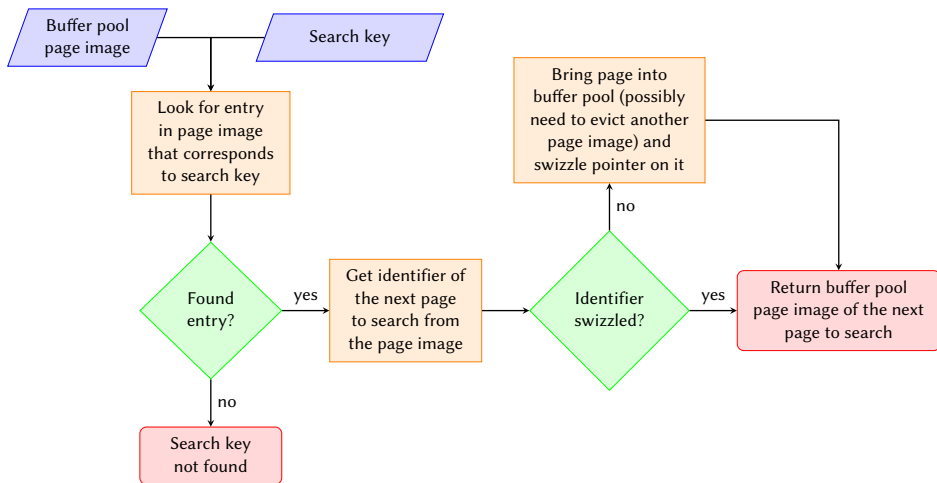 Buffer pool
page image
Search key
Look for entry
in page image
that corresponds
to search key
Found
entry?
yes
no
Search key
not found
Get identifier of
the next page
to search from
the page image
Identifier
swizzled?
no
yes
Bring page into
buffer pool (possibly
need to evict another
page image) and
swizzle pointer on it
Return buffer pool
page image of the next
page to search